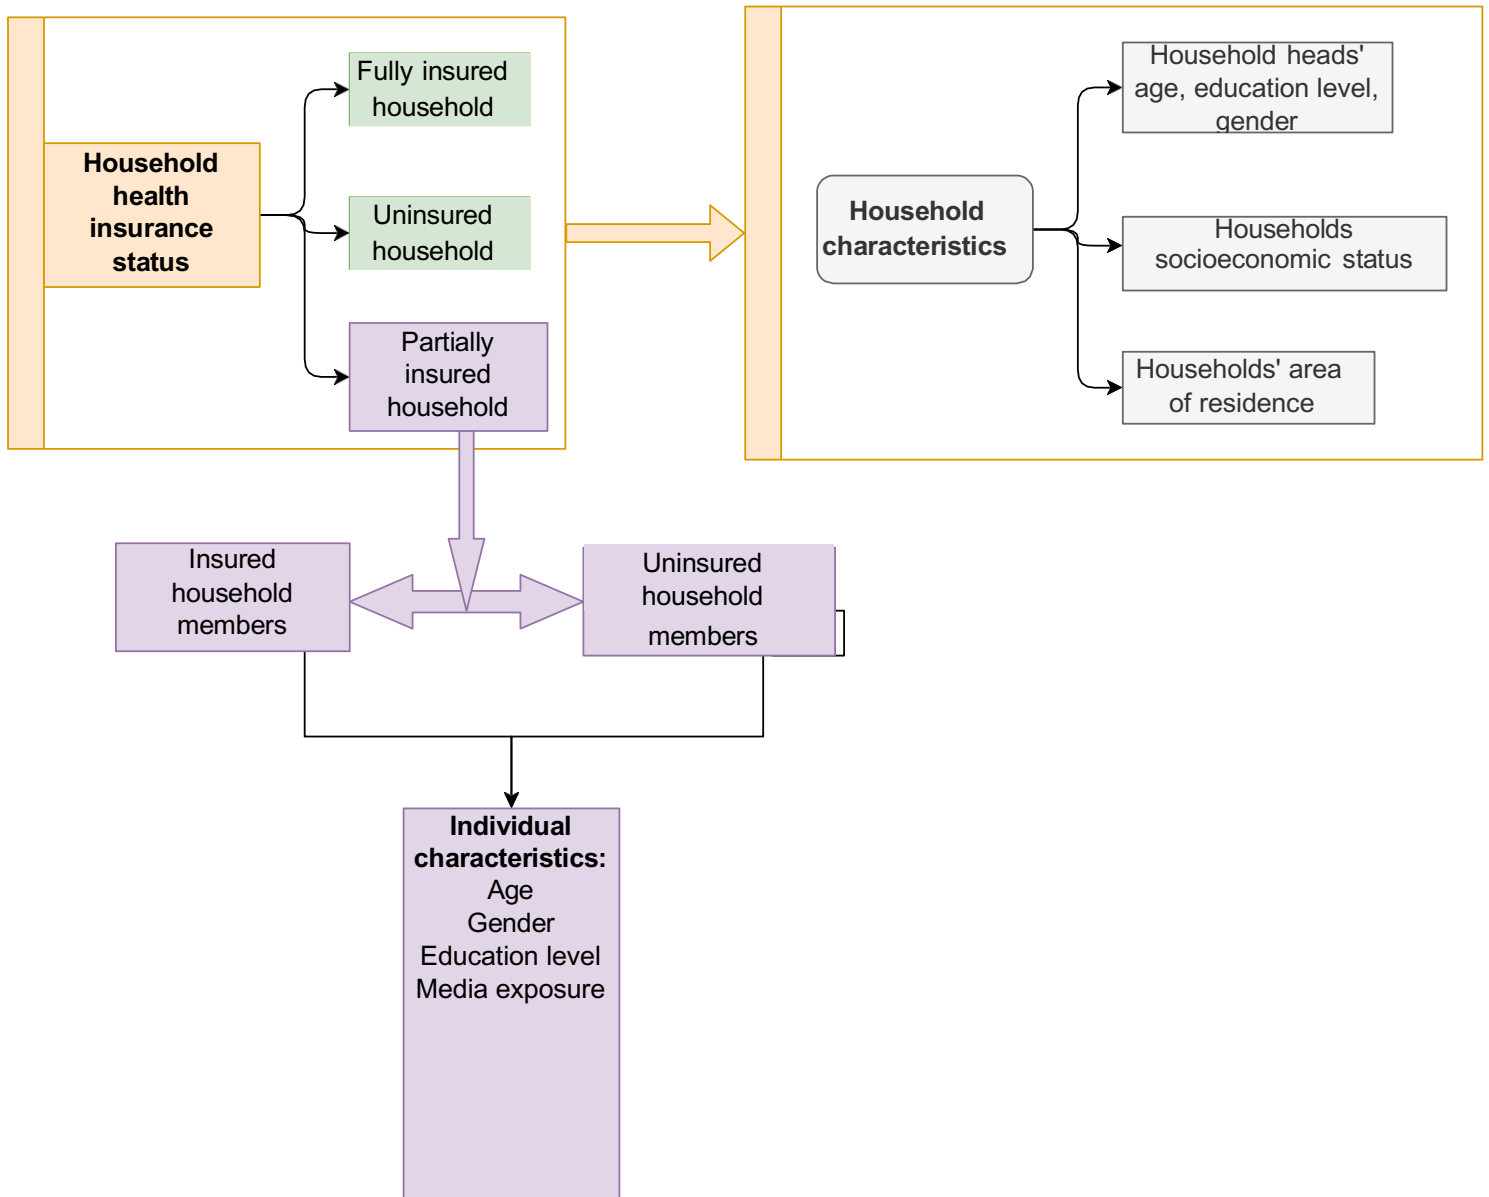 Fully insured
household
Household
health
insurance
status
Uninsured
household
Partially
insured
household
Household heads'
age, education level,
gender
Household
characteristics
Households
socioeconomic status
Households' area
of residence
Insured
household
members
Uninsured
household
members
Individual
characteristics:
Age
Gender
Education level
Media exposure